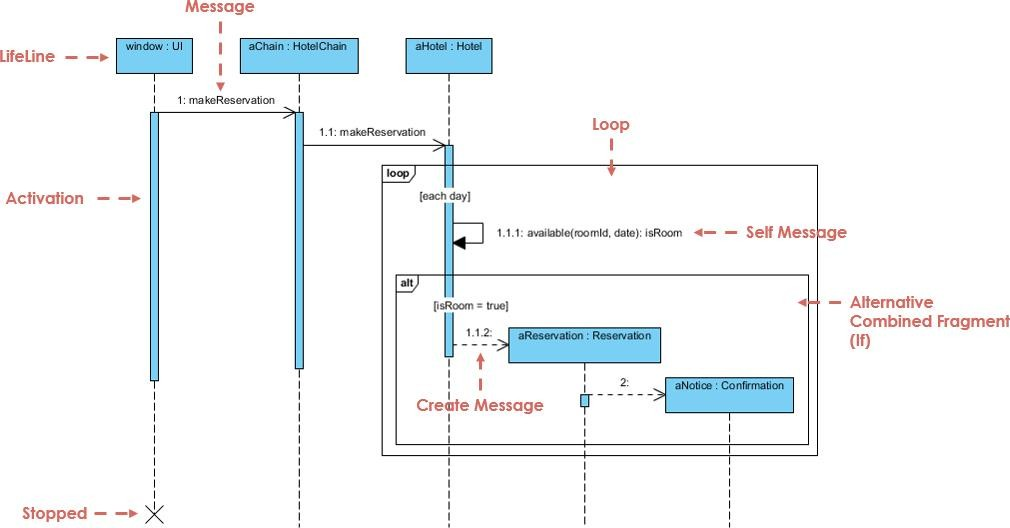 Message
LifeLine
window : UI
aChain : HotelChain
aHotel : Hotel
1: makeReservation
1.1: makeReservation
Loop
loop
Activation
[each day]
1.1.1: available(roomId, date): isRoom
Self Message
alt
[isRoom = true]
Alternative
Combined Fragment
(If)
1.1.2:
aReservation : Reservation
2:
aNotice : Confirmation
Create Message
Stopped